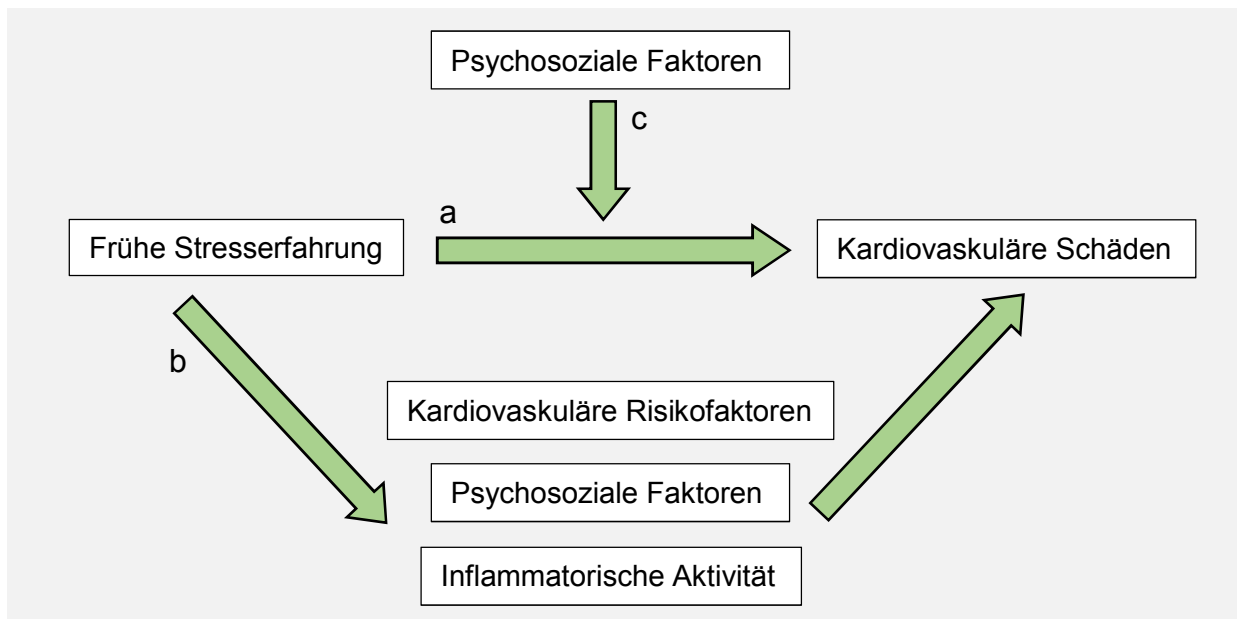 Psychosoziale Faktoren
c
a
Frühe Stresserfahrung
Kardiovaskuläre Schäden
b
Kardiovaskuläre Risikofaktoren
Psychosoziale Faktoren
Inflammatorische Aktivität